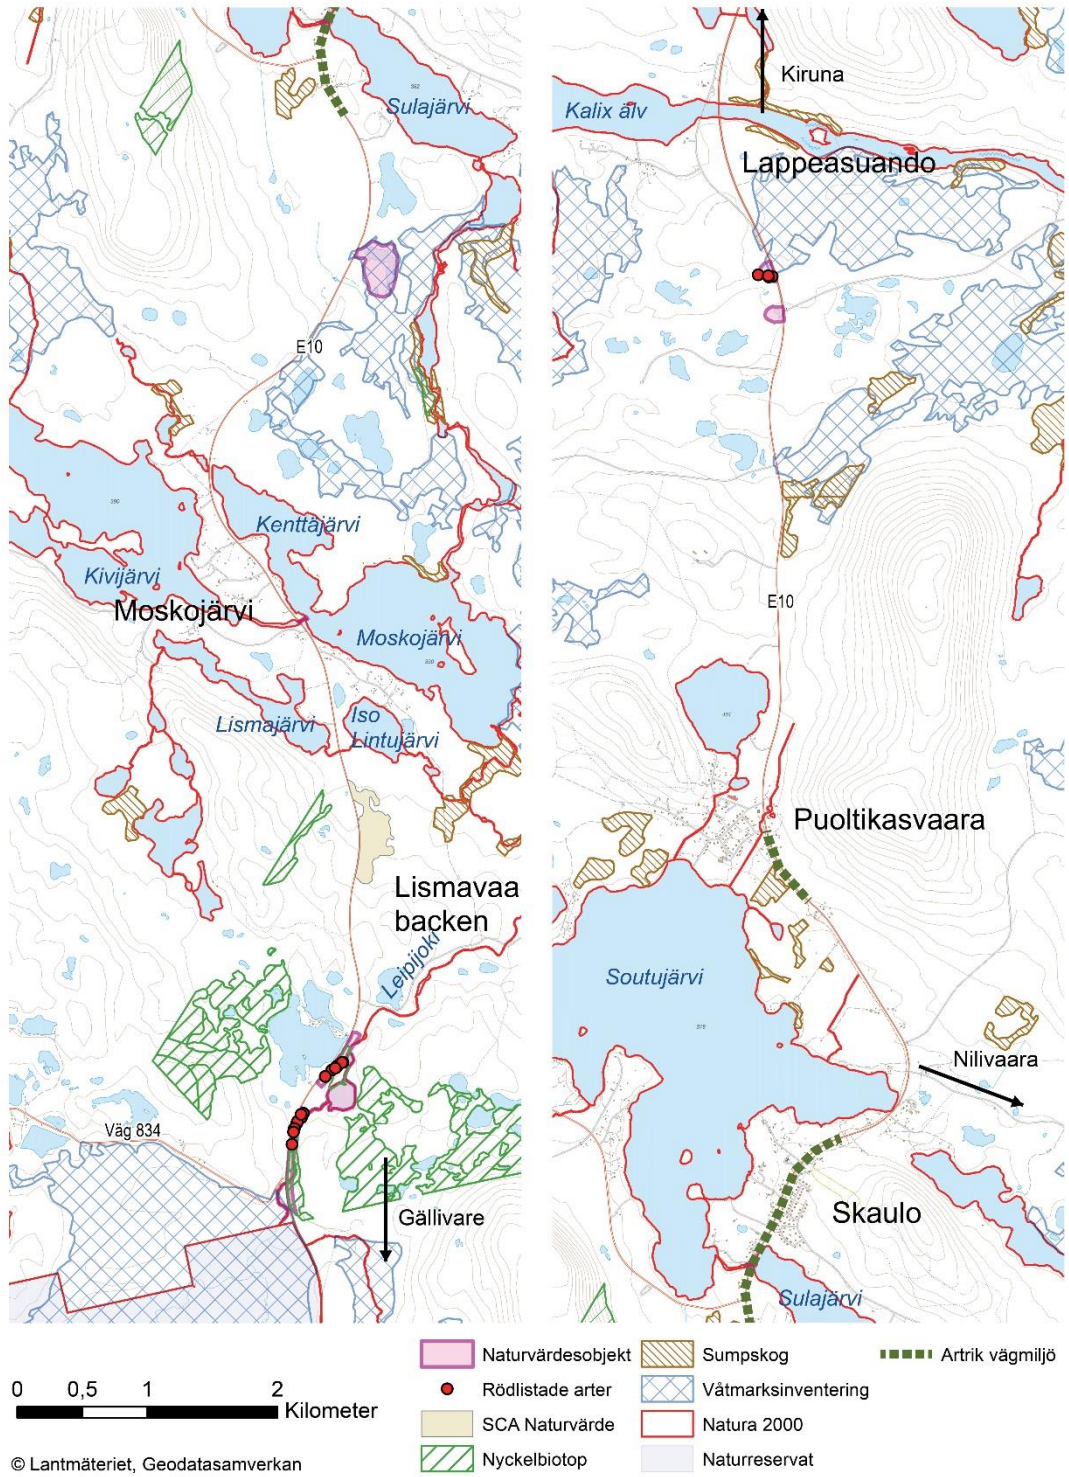 Sulajärvi
E10
Kenttäjärvi
Kivijärvi
Moskojärvi
Moskojärvi
Lismajärvi
Iso
Lintujärvi
Lismavaa
backen
Leipijoki
Väg 834
Gällivare
Kiruna
Kalix älv
Lappeasuando
E10
Puoltikasvaara
Soutujärvi
Nilivaara
Skaulo
Sulajärvi
0 0,5 1 2
Kilometer
© Lantmäteriet, Geodatasamverkan
Naturvärdesobjekt
Rödlistade arter
SCA Naturvärde
Nyckelbiotop
Sumpskog
Våtmarksinventering
Natura 2000
Naturreservat
Artrik vägmiljö